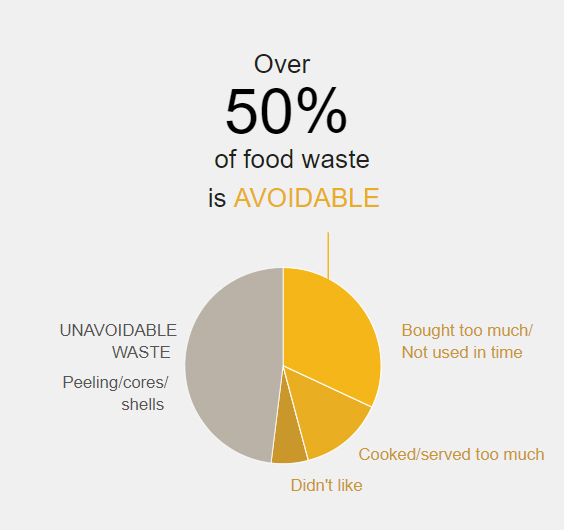 Over
50%
of food waste
is AVOIDABLE
UNAVOIDABLE
WASTE
Peeling/cores/
shells
Bought too much/
Not used in time
Cooked/served too much
Didn't like